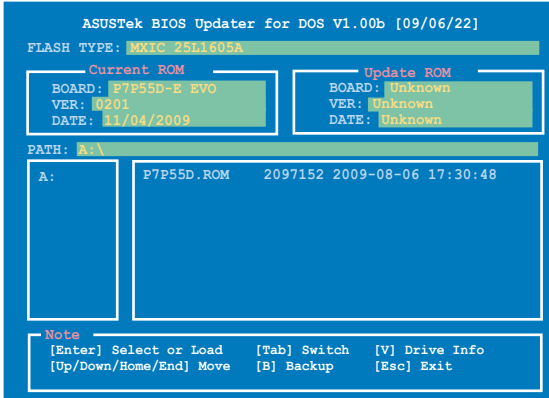 ASUSTek BIOS Updater for DOS V1.00b [09/06/22]
FLASH TYPE: MXIC 25L1605A
Current ROM
BOARD: P7P55D-E EVO
VER: 0201
DATE: 11/04/2009
Update ROM
BOARD: Unknown
VER: Unknown
DATE: Unknown
PATH: A:\
A:
P7P55D.ROM 2097152 2009-08-06 17:30:48
Note
[Enter] Select or Load [Tab] Switch [V] Drive Info
[Up/Down/Home/End] Move [B] Backup [Esc] Exit